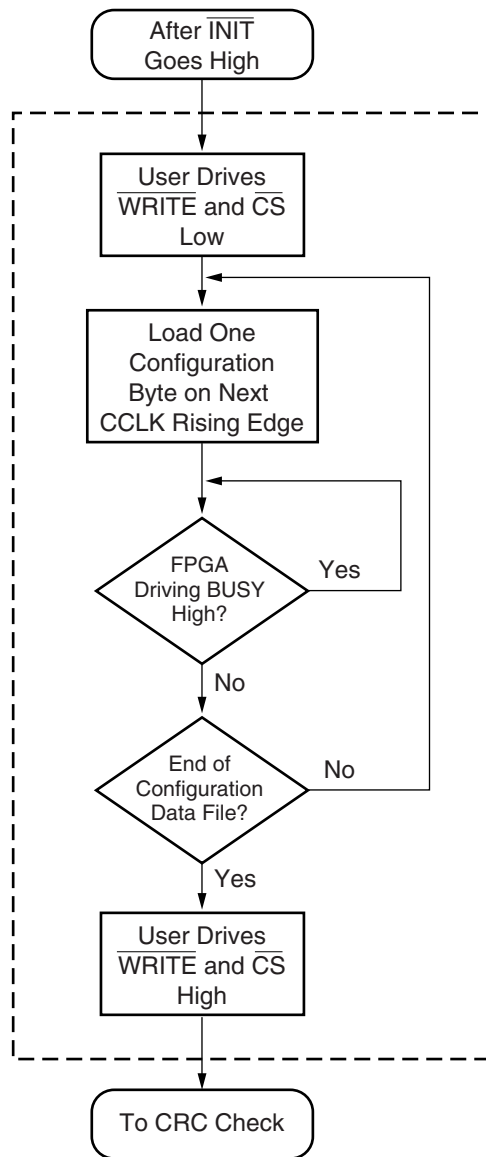 After INIT
Goes High
User Drives
WRITE and CS
Low
Load One
Configuration
Byte on Next
CCLK Rising Edge
FPGA
Driving BUSY
High?
Yes
No
End of
Configuration
Data File?
No
Yes
User Drives
WRITE and CS
High
To CRC Check